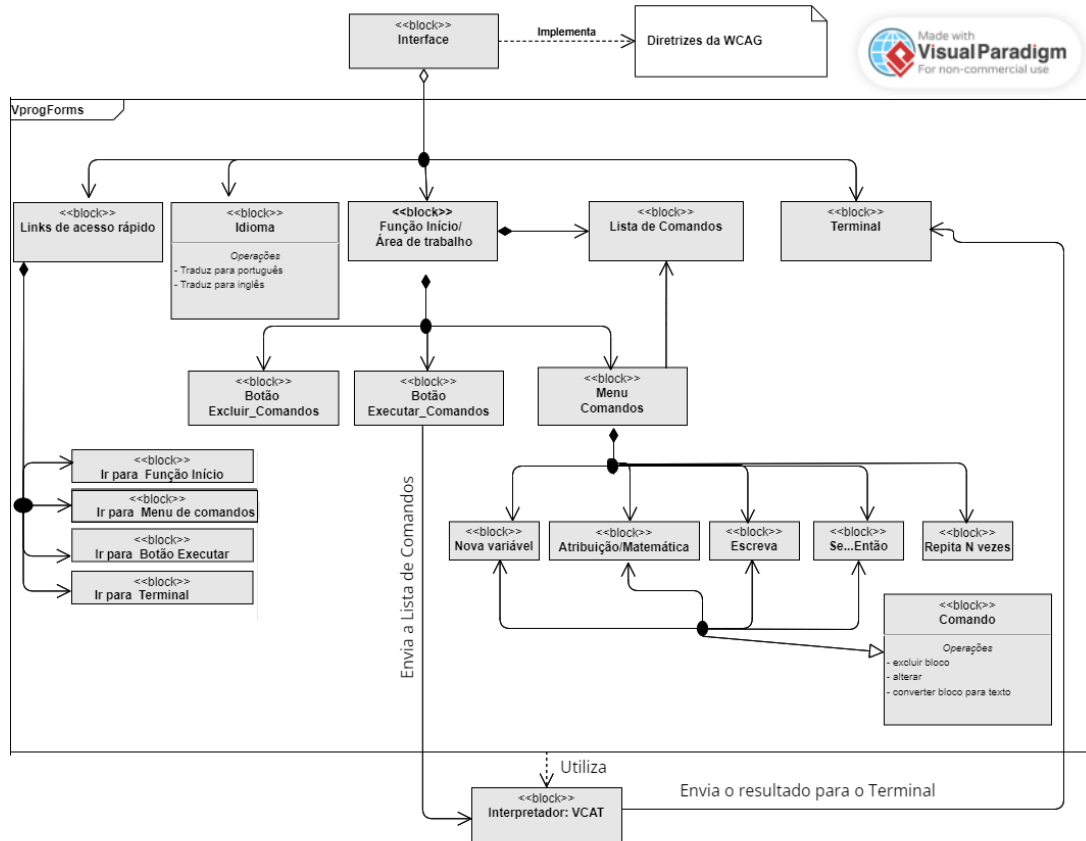 <<block>>
Interface
Implementa
Diretrizes da WCAG
Made with
VisualParadigm
For non-commercial use
VprogForms
<<block>>
Links de acesso rápido
<<block>>
Idioma
Operações
- Traduz para português
- Traduz para inglês
<<block>>
Função Início/
Área de trabalho
<<block>>
Lista de Comandos
<<block>>
Terminal
<<block>>
Botão
Excluir_Comandos
<<block>>
Botão
Executar_Comandos
<<block>>
Menu
Comandos
<<block>>
Ir para Função Início
<<block>>
Ir para Menu de comandos
<<block>>
Ir para Botão Executar
<<block>>
Ir para Terminal
Envia a Lista de Comandos
<<block>>
Nova variável
<<block>>
Atribuição/Matemática
<<block>>
Escreva
<<block>>
Se...Então
<<block>>
Repita N vezes
<<block>>
Comando
Operações
- excluir bloco
- alterar
- converter bloco para texto
Utiliza
<<block>>
Interpretador: VCAT
Envia o resultado para o Terminal